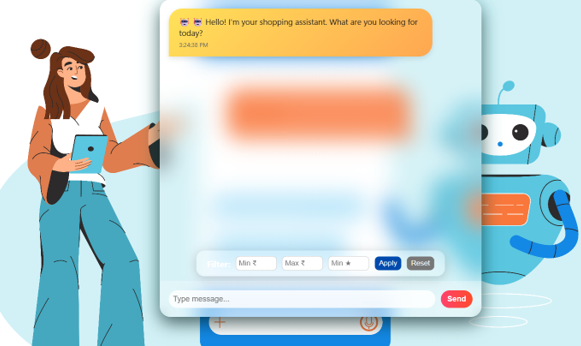 Hello! I'm your shopping assistant. What are you looking for
today?
3:24:38 PM
Filter: Min ₹ Max ₹ Min ★ Apply Reset
Type message... Send